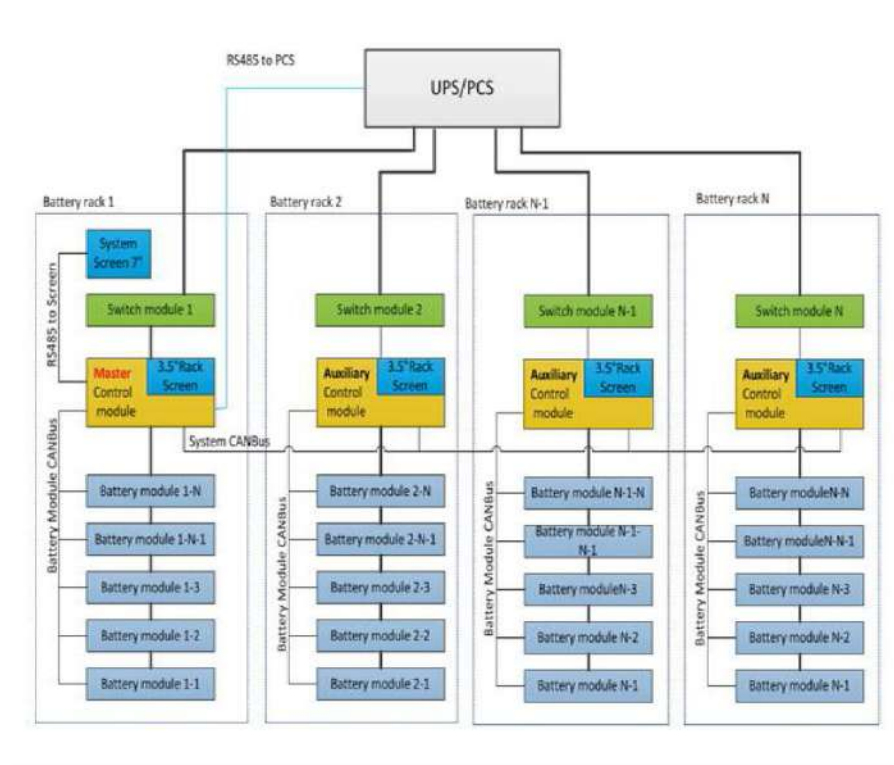 RS485 to PCS
UPS/PCS
Battery rack 1
System
Screen 7"
RS485 to Screen
Switch module 1
Master
Control
module
3.5"Rack
Screen
System CANBus
Battery Module CANBus
Battery module 1-N
Battery module 1-N-1
Battery module 1-3
Battery module 1-2
Battery module 1-1
Battery rack 2
Switch module 2
Auxiliary
Control
module
3.5"Rack
Screen
Battery Module CANBus
Battery module 2-N
Battery module 2-N-1
Battery module 2-3
Battery module 2-2
Battery module 2-1
Battery rack N-1
Switch module N-1
Auxiliary
Control
module
3.5"Rack
Screen
Battery Module CANBus
Battery module N-1-N
Battery module N-1-
N-1
Battery moduleN-3
Battery module N-2
Battery module N-1
Battery rack N
Switch module N
Auxiliary
Control
module
3.5"Rack
Screen
Battery Module CANBus
Battery moduleN-N
Battery moduleN-N-1
Battery module N-3
Battery module N-2
Battery module N-1